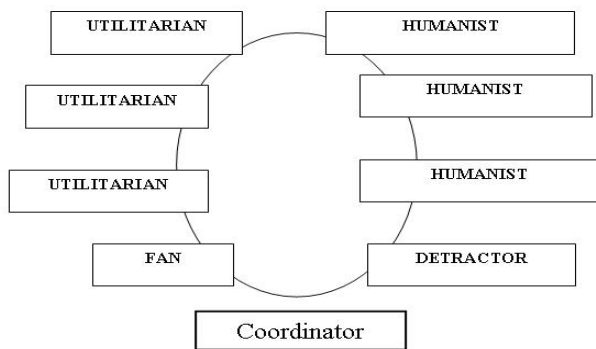 UTILITARIAN
HUMANIST
UTILITARIAN
HUMANIST
UTILITARIAN
HUMANIST
FAN
DETRACTOR
Coordinator